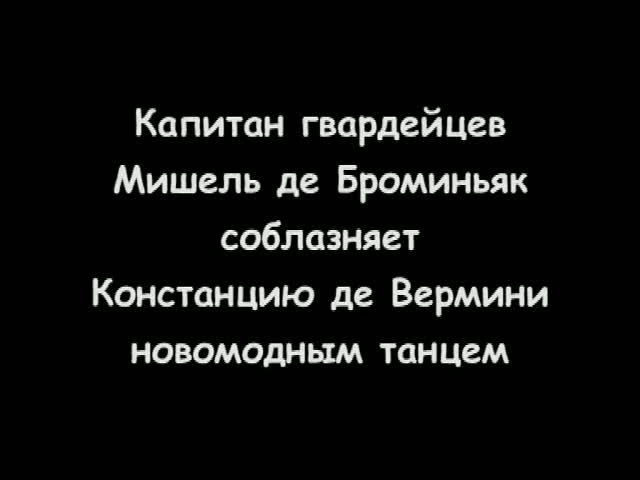 Капитан гвардейцев
Мишель де Броминьяк
соблазняет
Констанцию де Вермини
новомодным танцем